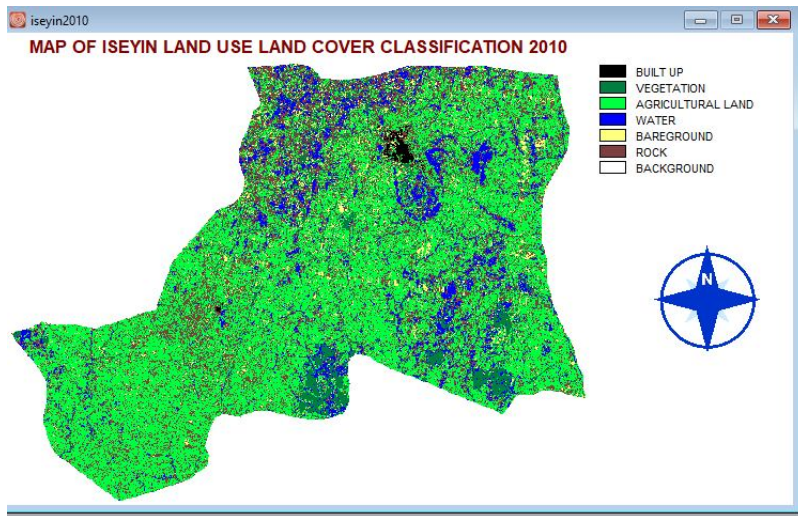 iseyin2010
MAP OF ISEYIN LAND USE LAND COVER CLASSIFICATION 2010
BUILT UP
VEGETATION
AGRICULTURAL LAND
WATER
BAREGROUND
ROCK
BACKGROUND
N